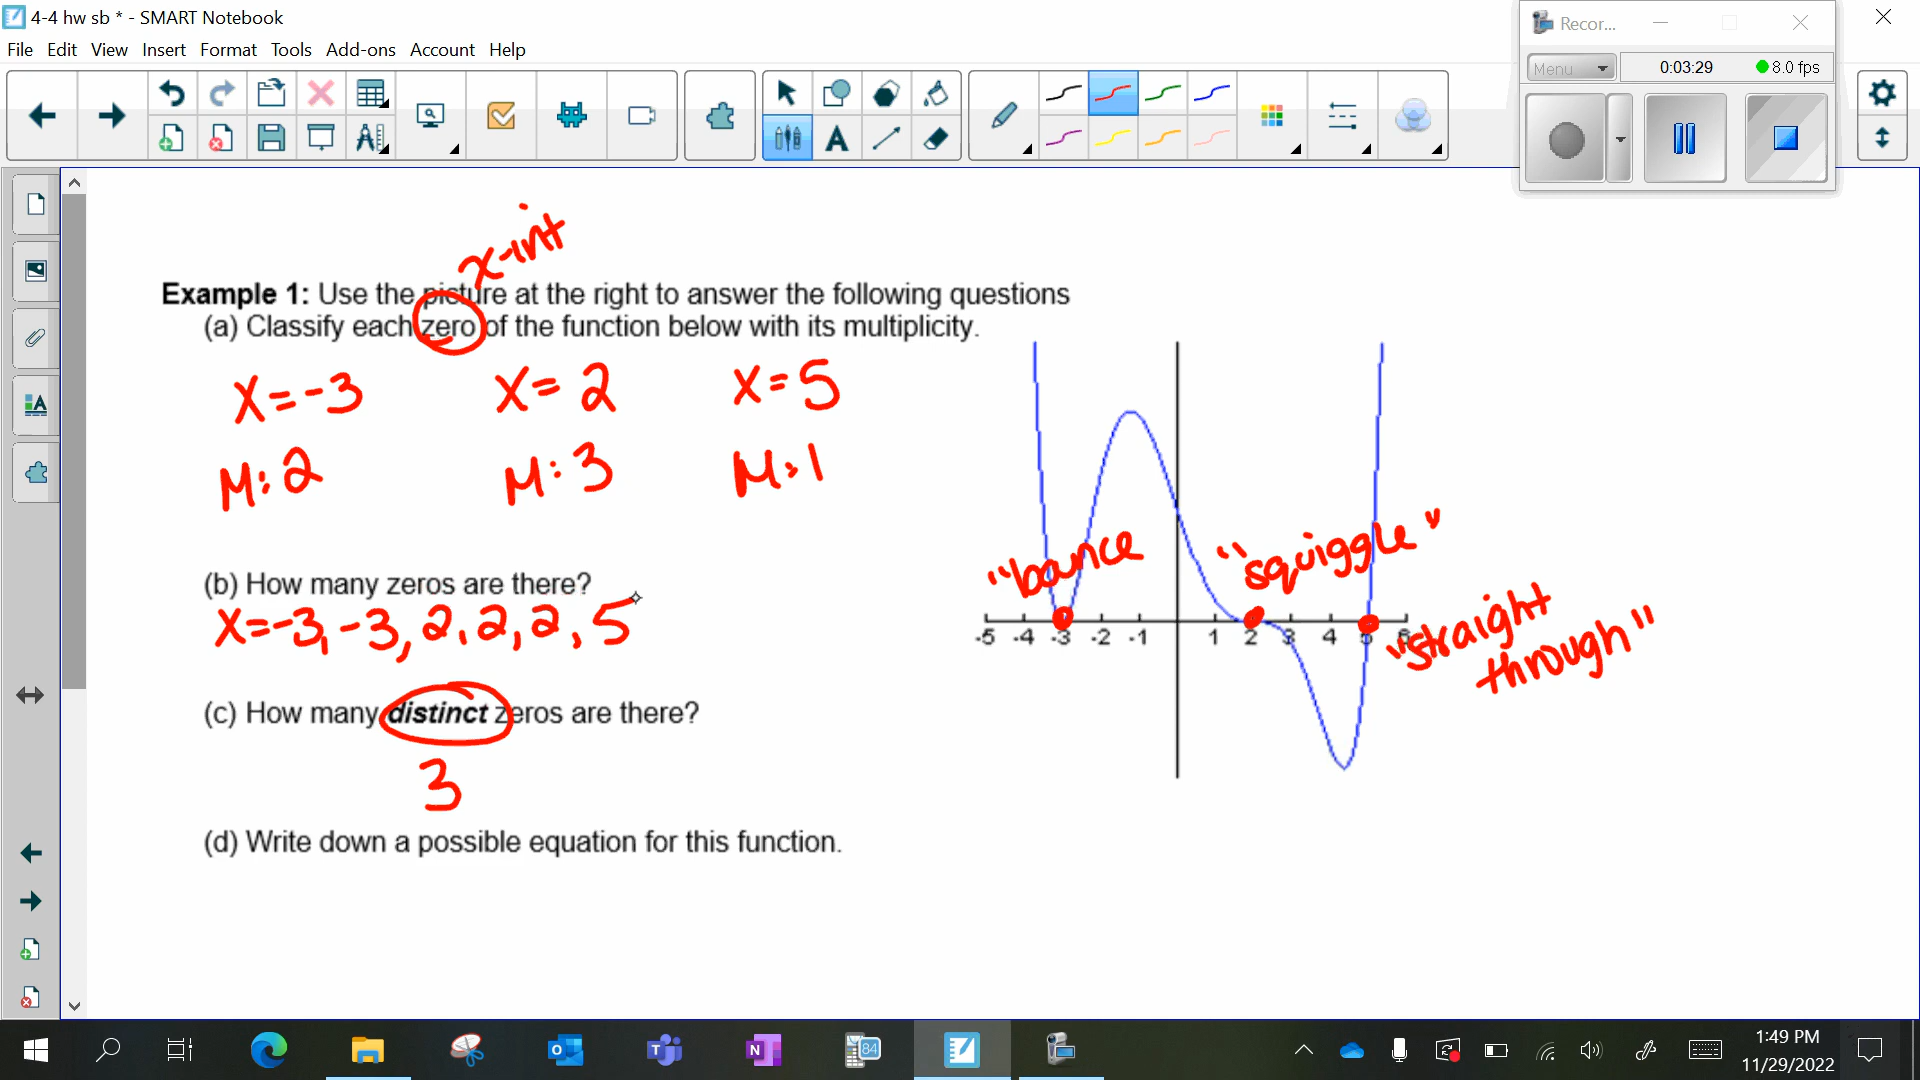 4-4 hw sb * - SMART Notebook
File Edit View Insert Format Tools Add-ons Account Help
Recor...
Menu
0:03:29
8.0 fps
x-int
Example 1: Use the picture at the right to answer the following questions
(a) Classify each zero of the function below with its multiplicity.
X=-3 X=2 X=5
M:2 M:3 M:1
"bounce "squiggle"
(b) How many zeros are there?
X=-3,-3,2,2,2,5
-5 -4 -3 -2 -1 1 2 3 4 5 6
"straight
through"
(c) How many distinct zeros are there?
3
(d) Write down a possible equation for this function.
84
1:49 PM
11/29/2022